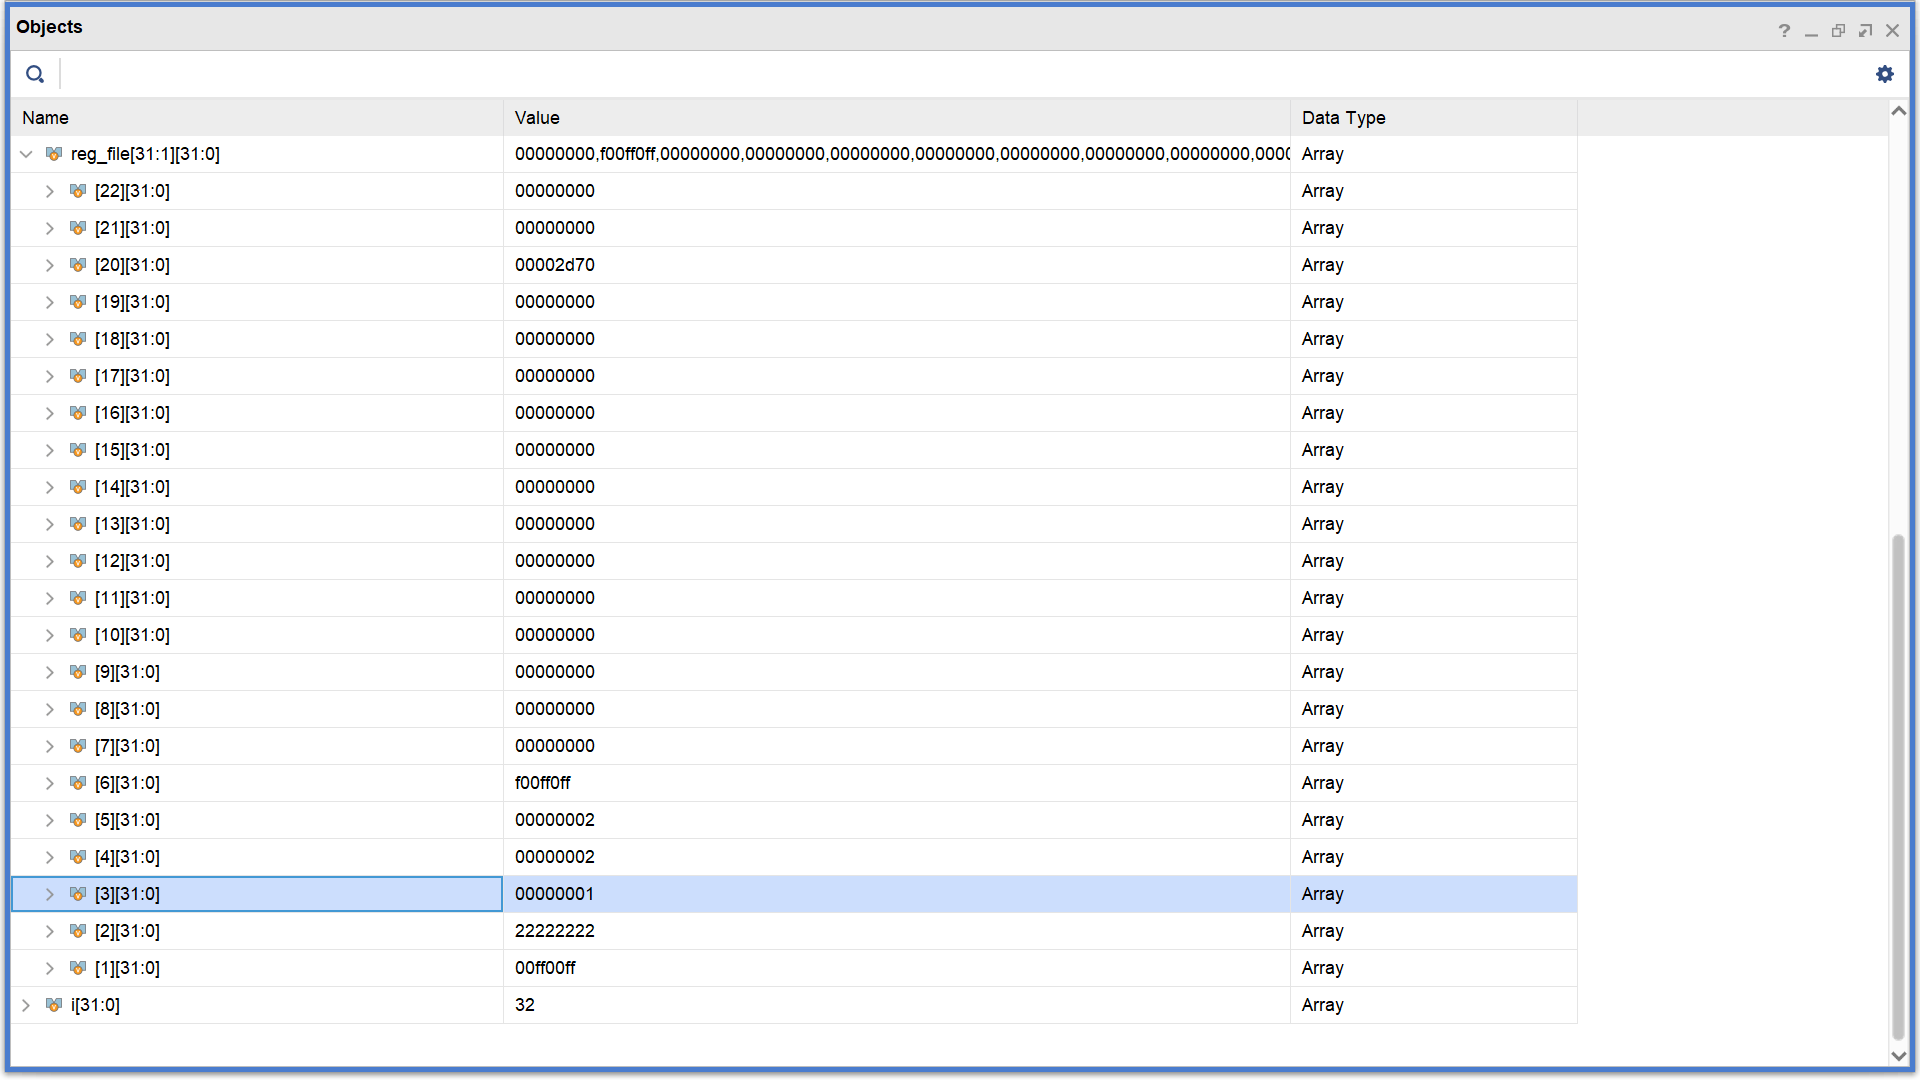 Objects
Name Value Data Type
reg_file[31:1][31:0] 00000000,f00ff0ff,00000000,00000000,00000000,00000000,00000000,00000000,00000000,000 Array
[22][31:0] 00000000 Array
[21][31:0] 00000000 Array
[20][31:0] 00002d70 Array
[19][31:0] 00000000 Array
[18][31:0] 00000000 Array
[17][31:0] 00000000 Array
[16][31:0] 00000000 Array
[15][31:0] 00000000 Array
[14][31:0] 00000000 Array
[13][31:0] 00000000 Array
[12][31:0] 00000000 Array
[11][31:0] 00000000 Array
[10][31:0] 00000000 Array
[9][31:0] 00000000 Array
[8][31:0] 00000000 Array
[7][31:0] 00000000 Array
[6][31:0] f00ff0ff Array
[5][31:0] 00000002 Array
[4][31:0] 00000002 Array
[3][31:0] 00000001 Array
[2][31:0] 22222222 Array
[1][31:0] 00ff00ff Array
i[31:0] 32 Array